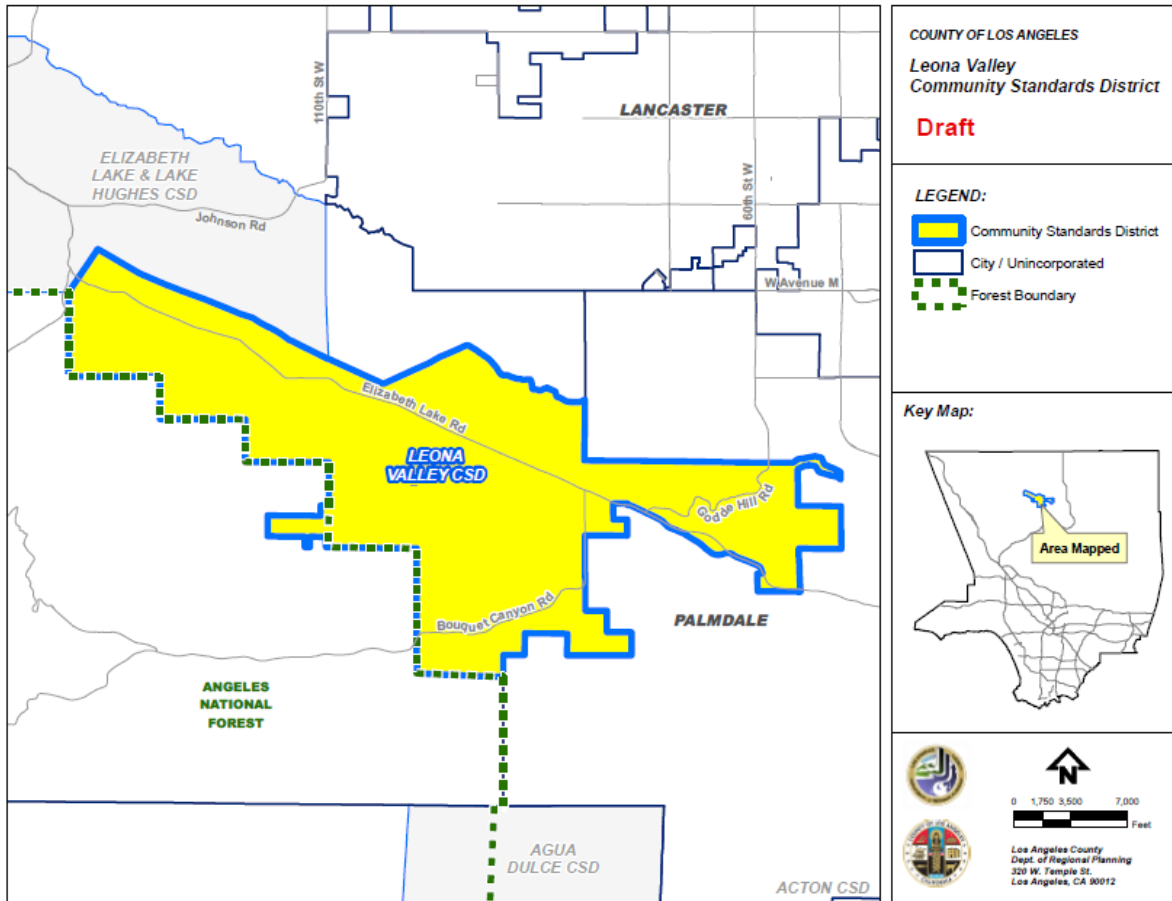 110th St W
LANCASTER
ELIZABETH
LAKE & LAKE
HUGHES CSD
Johnson Rd
60th St W
W Avenue M
Elizabeth Lake Rd
LEONA
VALLEY CSD
Godde Hill Rd
Bouquet Canyon Rd
PALMDALE
ANGELES
NATIONAL
FOREST
AGUA
DULCE CSD
ACTON CSD
COUNTY OF LOS ANGELES
Leona Valley
Community Standards District
Draft
LEGEND:
Community Standards District
City / Unincorporated
Forest Boundary
Key Map:
Area Mapped
N
0 1,750 3,500 7,000
Feet
Los Angeles County
Dept. of Regional Planning
320 W. Temple St.
Los Angeles, CA 90012